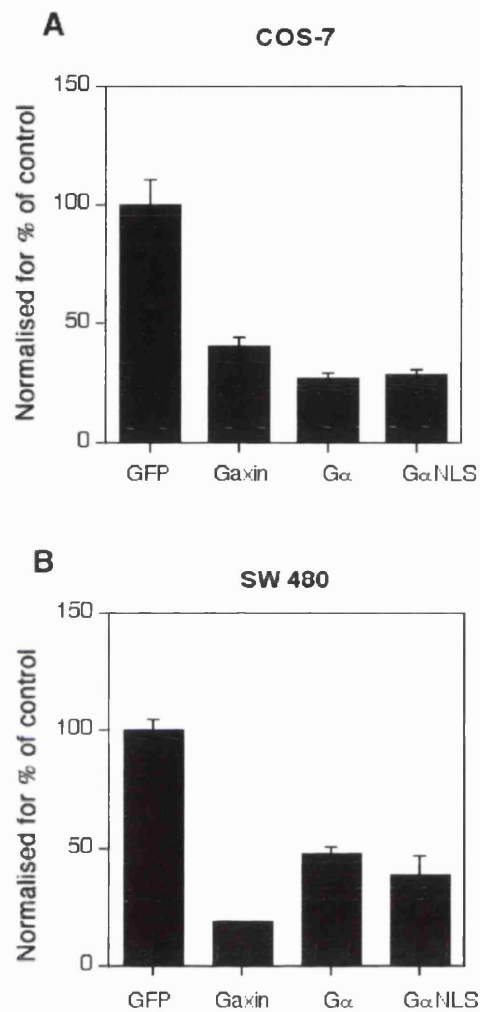 A
COS-7
Normalised for % of control
150
100
50
0
GFP Gaxin Gα GαNLS
B
SW 480
Normalised for % of control
150
100
50
0
GFP Gaxin Gα GαNLS